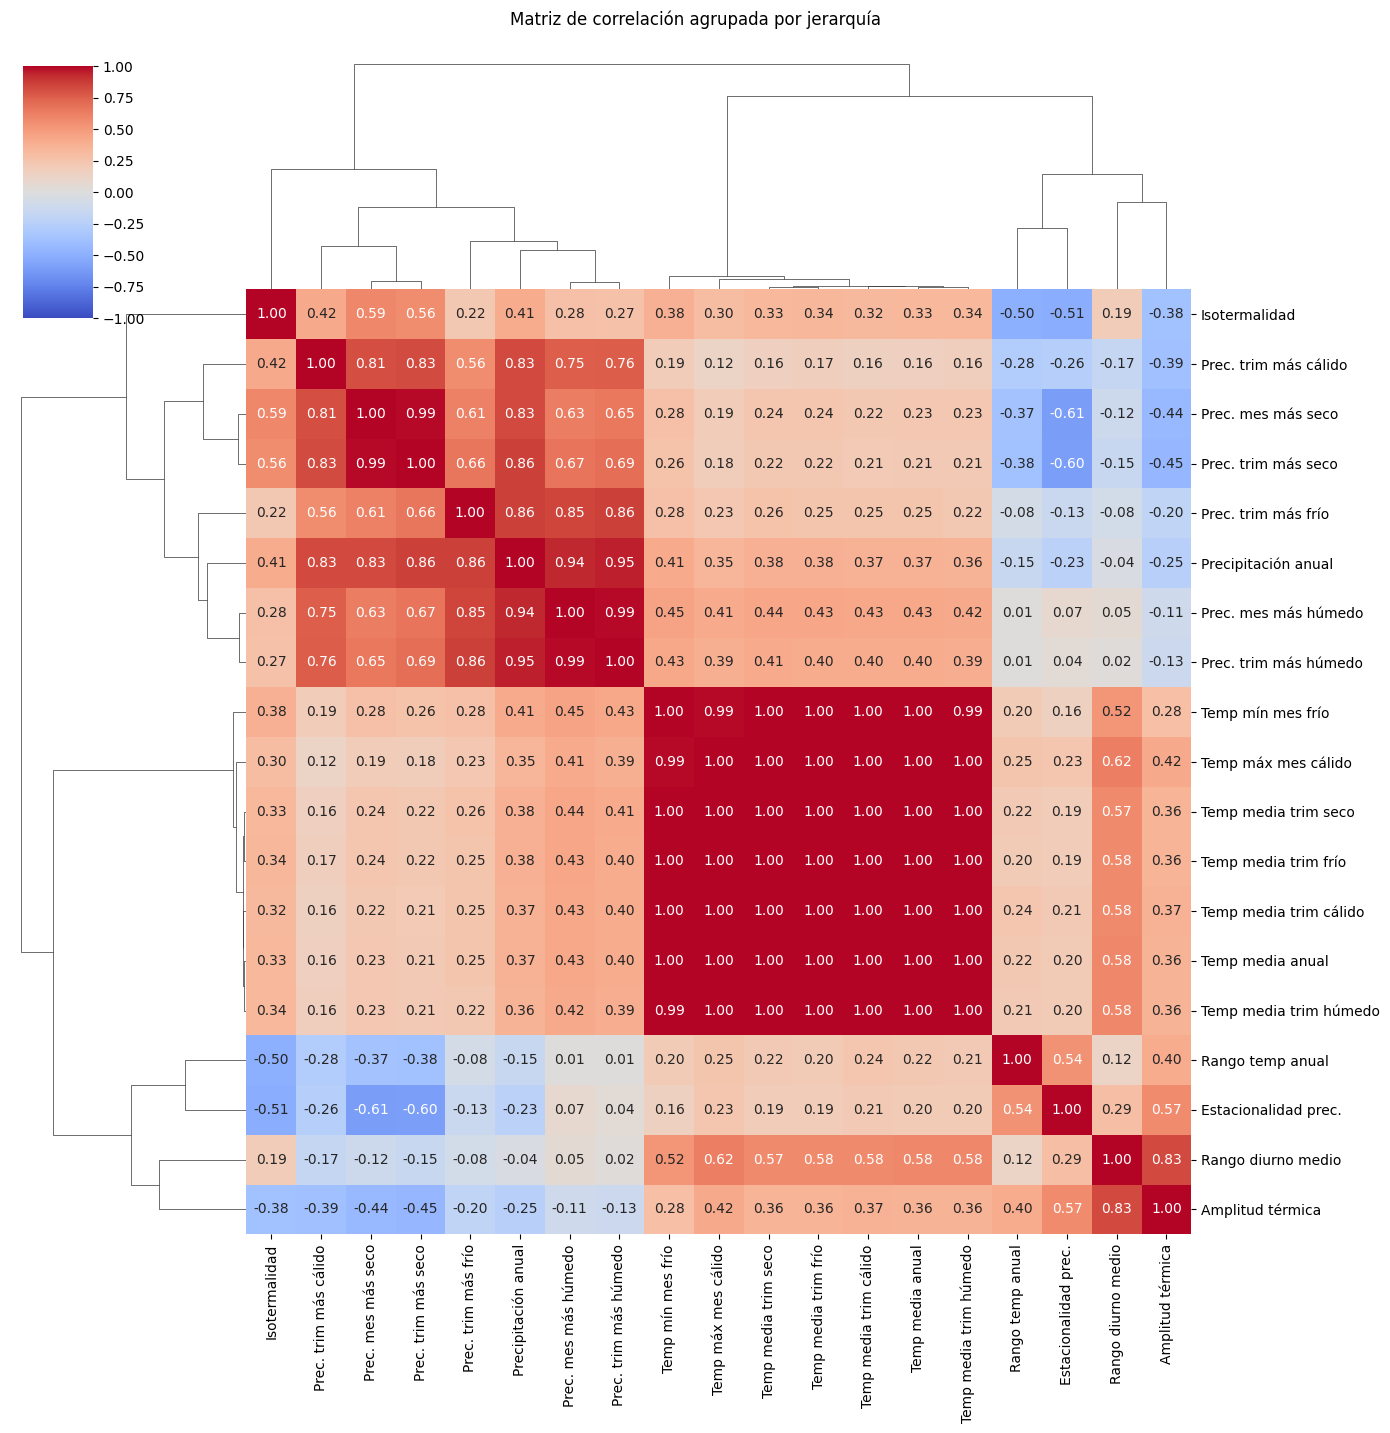 Matriz de correlación agrupada por jerarquía
1.00
0.75
0.50
0.25
0.00
−0.25
−0.50
−0.75
−1.00
1.00 0.42 0.59 0.56 0.22 0.41 0.28 0.27 0.38 0.30 0.33 0.34 0.32 0.33 0.34 -0.50 -0.51 0.19 -0.38 Isotermalidad
0.42 1.00 0.81 0.83 0.56 0.83 0.75 0.76 0.19 0.12 0.16 0.17 0.16 0.16 0.16 -0.28 -0.26 -0.17 -0.39 Prec. trim más cálido
0.59 0.81 1.00 0.99 0.61 0.83 0.63 0.65 0.28 0.19 0.24 0.24 0.22 0.23 0.23 -0.37 -0.61 -0.12 -0.44 Prec. mes más seco
0.56 0.83 0.99 1.00 0.66 0.86 0.67 0.69 0.26 0.18 0.22 0.22 0.21 0.21 0.21 -0.38 -0.60 -0.15 -0.45 Prec. trim más seco
0.22 0.56 0.61 0.66 1.00 0.86 0.85 0.86 0.28 0.23 0.26 0.25 0.25 0.25 0.22 -0.08 -0.13 -0.08 -0.20 Prec. trim más frío
0.41 0.83 0.83 0.86 0.86 1.00 0.94 0.95 0.41 0.35 0.38 0.38 0.37 0.37 0.36 -0.15 -0.23 -0.04 -0.25 Precipitación anual
0.28 0.75 0.63 0.67 0.85 0.94 1.00 0.99 0.45 0.41 0.44 0.43 0.43 0.43 0.42 0.01 0.07 0.05 -0.11 Prec. mes más húmedo
0.27 0.76 0.65 0.69 0.86 0.95 0.99 1.00 0.43 0.39 0.41 0.40 0.40 0.40 0.39 0.01 0.04 0.02 -0.13 Prec. trim más húmedo
0.38 0.19 0.28 0.26 0.28 0.41 0.45 0.43 1.00 0.99 1.00 1.00 1.00 1.00 0.99 0.20 0.16 0.52 0.28 Temp mín mes frío
0.30 0.12 0.19 0.18 0.23 0.35 0.41 0.39 0.99 1.00 1.00 1.00 1.00 1.00 1.00 0.25 0.23 0.62 0.42 Temp máx mes cálido
0.33 0.16 0.24 0.22 0.26 0.38 0.44 0.41 1.00 1.00 1.00 1.00 1.00 1.00 1.00 0.22 0.19 0.57 0.36 Temp media trim seco
0.34 0.17 0.24 0.22 0.25 0.38 0.43 0.40 1.00 1.00 1.00 1.00 1.00 1.00 1.00 0.20 0.19 0.58 0.36 Temp media trim frío
0.32 0.16 0.22 0.21 0.25 0.37 0.43 0.40 1.00 1.00 1.00 1.00 1.00 1.00 1.00 0.24 0.21 0.58 0.37 Temp media trim cálido
0.33 0.16 0.23 0.21 0.25 0.37 0.43 0.40 1.00 1.00 1.00 1.00 1.00 1.00 1.00 0.22 0.20 0.58 0.36 Temp media anual
0.34 0.16 0.23 0.21 0.22 0.36 0.42 0.39 0.99 1.00 1.00 1.00 1.00 1.00 1.00 0.21 0.20 0.58 0.36 Temp media trim húmedo
-0.50 -0.28 -0.37 -0.38 -0.08 -0.15 0.01 0.01 0.20 0.25 0.22 0.20 0.24 0.22 0.21 1.00 0.54 0.12 0.40 Rango temp anual
-0.51 -0.26 -0.61 -0.60 -0.13 -0.23 0.07 0.04 0.16 0.23 0.19 0.19 0.21 0.20 0.20 0.54 1.00 0.29 0.57 Estacionalidad prec.
0.19 -0.17 -0.12 -0.15 -0.08 -0.04 0.05 0.02 0.52 0.62 0.57 0.58 0.58 0.58 0.58 0.12 0.29 1.00 0.83 Rango diurno medio
-0.38 -0.39 -0.44 -0.45 -0.20 -0.25 -0.11 -0.13 0.28 0.42 0.36 0.36 0.37 0.36 0.36 0.40 0.57 0.83 1.00 Amplitud térmica
Isotermalidad
Prec. trim más cálido
Prec. mes más seco
Prec. trim más seco
Prec. trim más frío
Precipitación anual
Prec. mes más húmedo
Prec. trim más húmedo
Temp mín mes frío
Temp máx mes cálido
Temp media trim seco
Temp media trim frío
Temp media trim cálido
Temp media anual
Temp media trim húmedo
Rango temp anual
Estacionalidad prec.
Rango diurno medio
Amplitud térmica